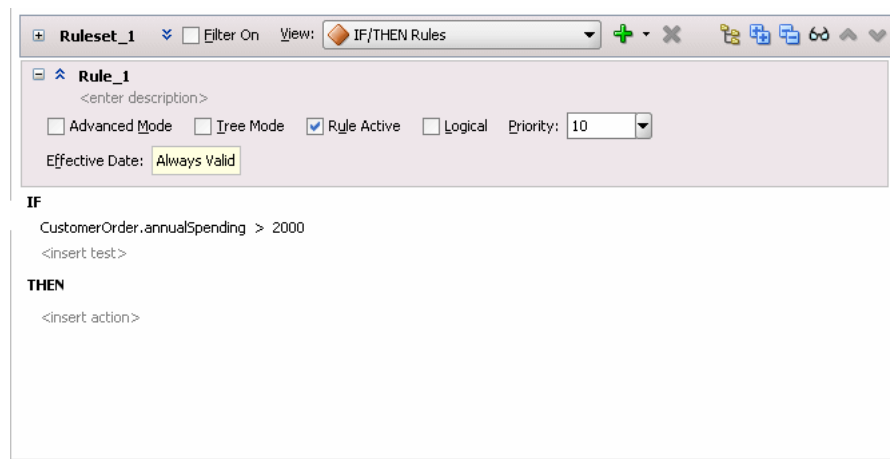 Ruleset_1 Filter On View: IF/THEN Rules
Rule_1
<enter description>
Advanced Mode Tree Mode Rule Active Logical Priority: 10
Effective Date: Always Valid
IF
CustomerOrder.annualSpending > 2000
<insert test>
THEN
<insert action>